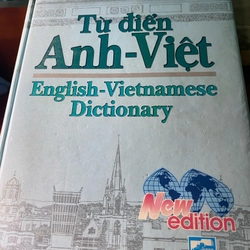 Từ điển
Anh-Việt
English-Vietnamese
Dictionary
New
edition